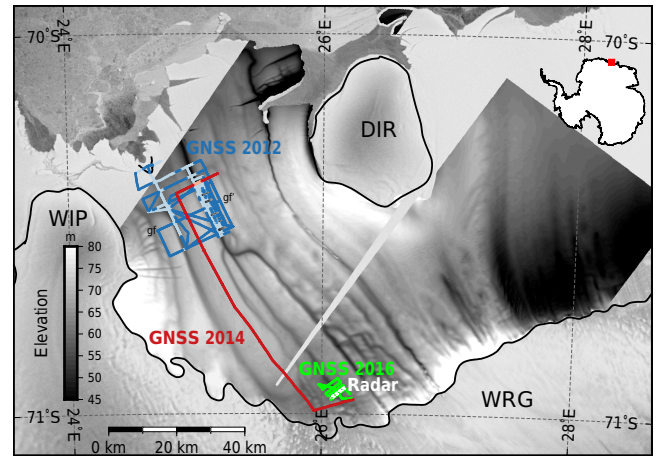 70°S
24°E
26°E
28°E
70°S
DIR
GNSS 2012
gf'
gf
WIP
m
80
75
70
65
60
55
50
45
Elevation
GNSS 2014
GNSS 2016
Radar
WRG
71°S
24°E
26°E
28°E
71°S
0 km
20 km
40 km